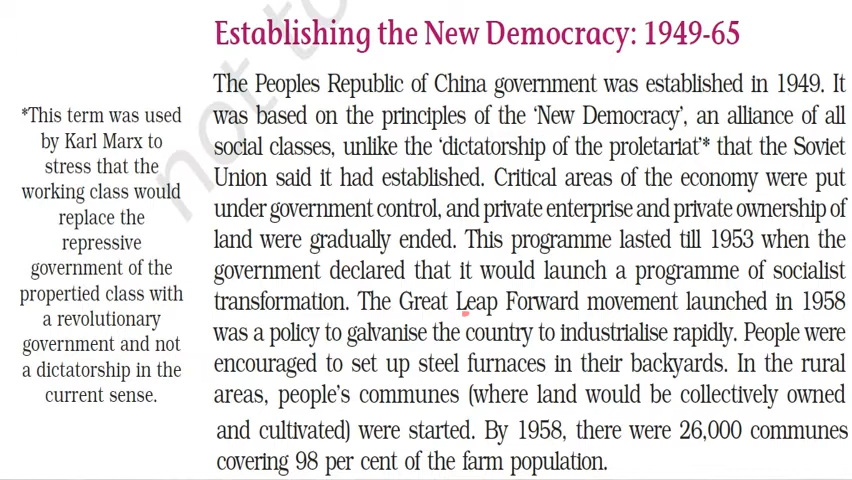 Establishing the New Democracy: 1949-65
The Peoples Republic of China government was established in 1949. It
was based on the principles of the ‘New Democracy’, an alliance of all
social classes, unlike the ‘dictatorship of the proletariat’* that the Soviet
Union said it had established. Critical areas of the economy were put
under government control, and private enterprise and private ownership of
land were gradually ended. This programme lasted till 1953 when the
government declared that it would launch a programme of socialist
transformation. The Great Leap Forward movement launched in 1958
was a policy to galvanise the country to industrialise rapidly. People were
encouraged to set up steel furnaces in their backyards. In the rural
areas, people’s communes (where land would be collectively owned
and cultivated) were started. By 1958, there were 26,000 communes
covering 98 per cent of the farm population.
*This term was used
by Karl Marx to
stress that the
working class would
replace the
repressive
government of the
propertied class with
a revolutionary
government and not
a dictatorship in the
current sense.
not to